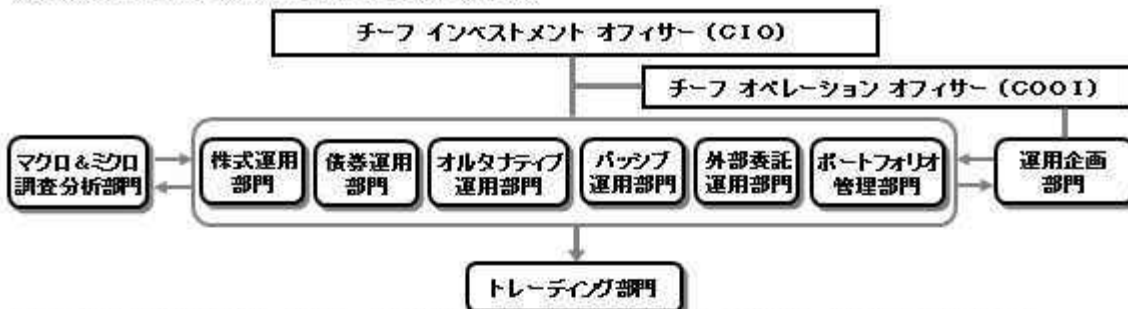 チーフ インベストメント オフィサー (CIO)
チーフ オペレーション オフィサー (COOI)
マクロ&ミクロ
調査分析部門
株式運用
部門
債券運用
部門
オルタナティブ
運用部門
パッシブ
運用部門
外部委託
運用部門
ポートフォリオ
管理部門
運用企画
部門
トレーディング部門